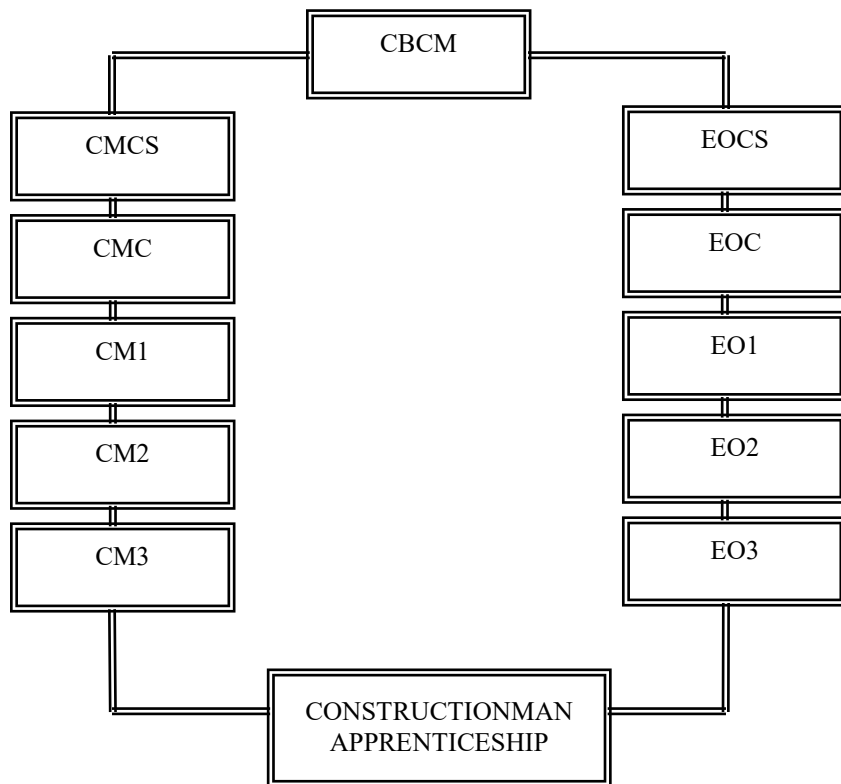 CBCM
CMCS
EOCS
CMC
EOC
CM1
EO1
CM2
EO2
CM3
EO3
CONSTRUCTIONMAN
APPRENTICESHIP